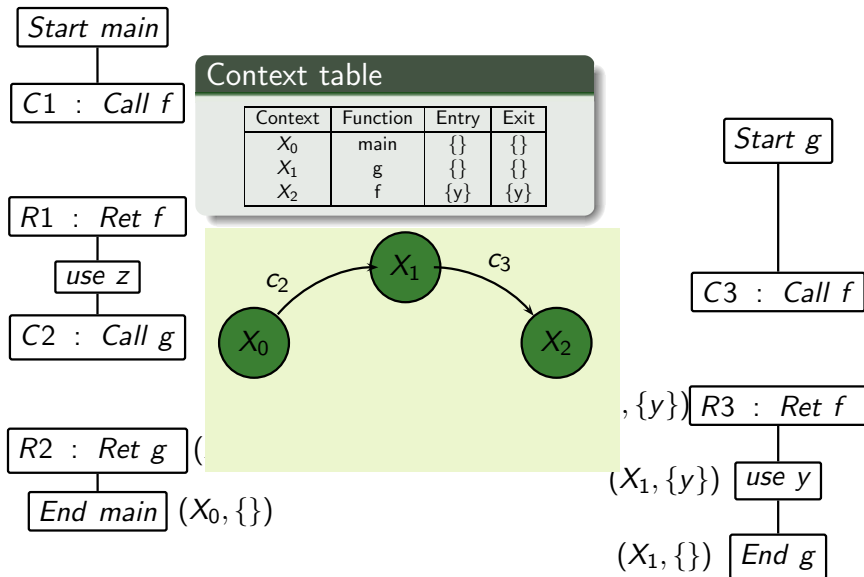 Start main
C1 : Call f
R1 : Ret f
use z
C2 : Call g
R2 : Ret g (
End main (X₀, {})
Context table
Context Function Entry Exit
X₀ main {} {}
X₁ g {} {}
X₂ f {y} {y}
c₂
X₁
c₃
X₀
X₂
Start g
C3 : Call f
, {y}) R3 : Ret f
(X₁, {y}) use y
(X₁, {}) End g